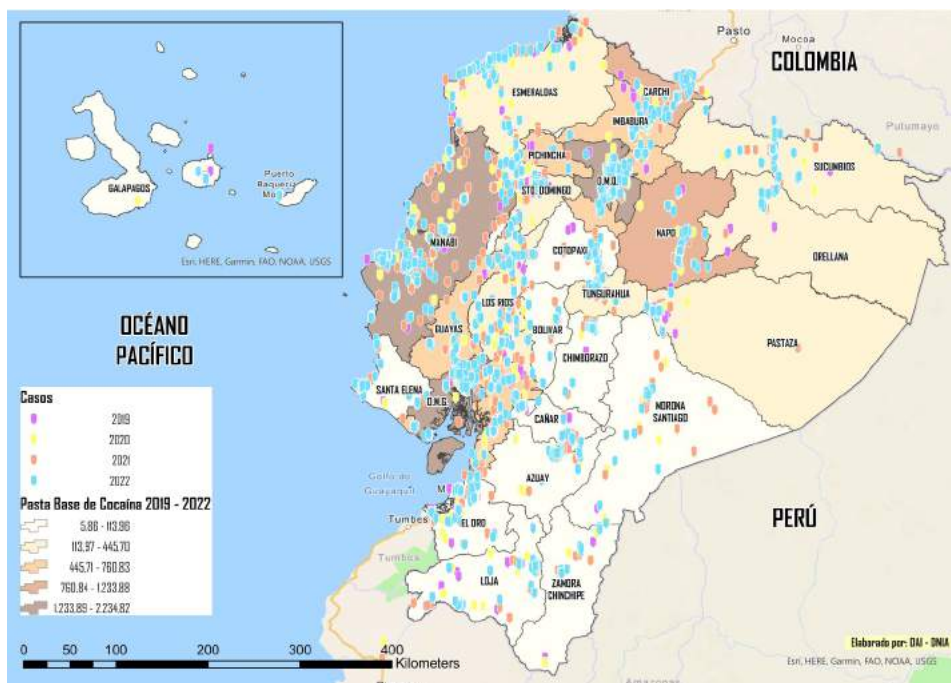 Pasto
Mocoa
COLOMBIA
Putumayo
ESMERALDAS
CARCHI
IMBABURA
PICHINCHA
D.M.Q.
SUCUMBIOS
STO. DOMINGO
NAPO
MANABI
COTOPAXI
ORELLANA
TUNGURAHUA
LOS RIOS
GUAYAS
BOLIVAR
PASTAZA
CHIMBORAZO
SANTA ELENA
D.M.G.
MORONA
SANTIAGO
CAÑAR
AZUAY
Golfo de
Guayaquil
M
Tumbes
EL ORO
Tumbes
LOJA
ZAMORA
CHINCHIPE
PERÚ
Amazonas
GALAPAGOS
Puerto
Baquerizo
Mo
Esri, HERE, Garmin, FAO, NOAA, USGS
OCÉANO
PACÍFICO
Casos
2019
2020
2021
2022
Pasta Base de Cocaína 2019 - 2022
5.86 - 113.96
113.97 - 445.70
445.71 - 760.83
760.84 - 1.233.88
1.233.89 - 2.234.82
0 50 100 200 300 400
Kilometers
Elaborado por: DAI - DNIA
Esri, HERE, Garmin, FAO, NOAA, USGS